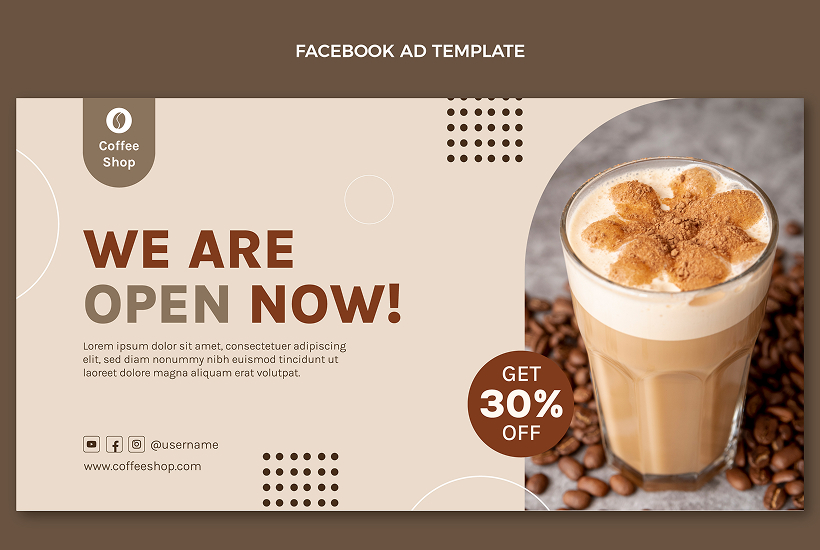 FACEBOOK AD TEMPLATE
Coffee
Shop
WE ARE
OPEN NOW!
Lorem ipsum dolor sit amet, consectetuer adipiscing
elit, sed diam nonummy nibh euismod tincidunt ut
laoreet dolore magna aliquam erat volutpat.
GET
30%
OFF
@username
www.coffeeshop.com